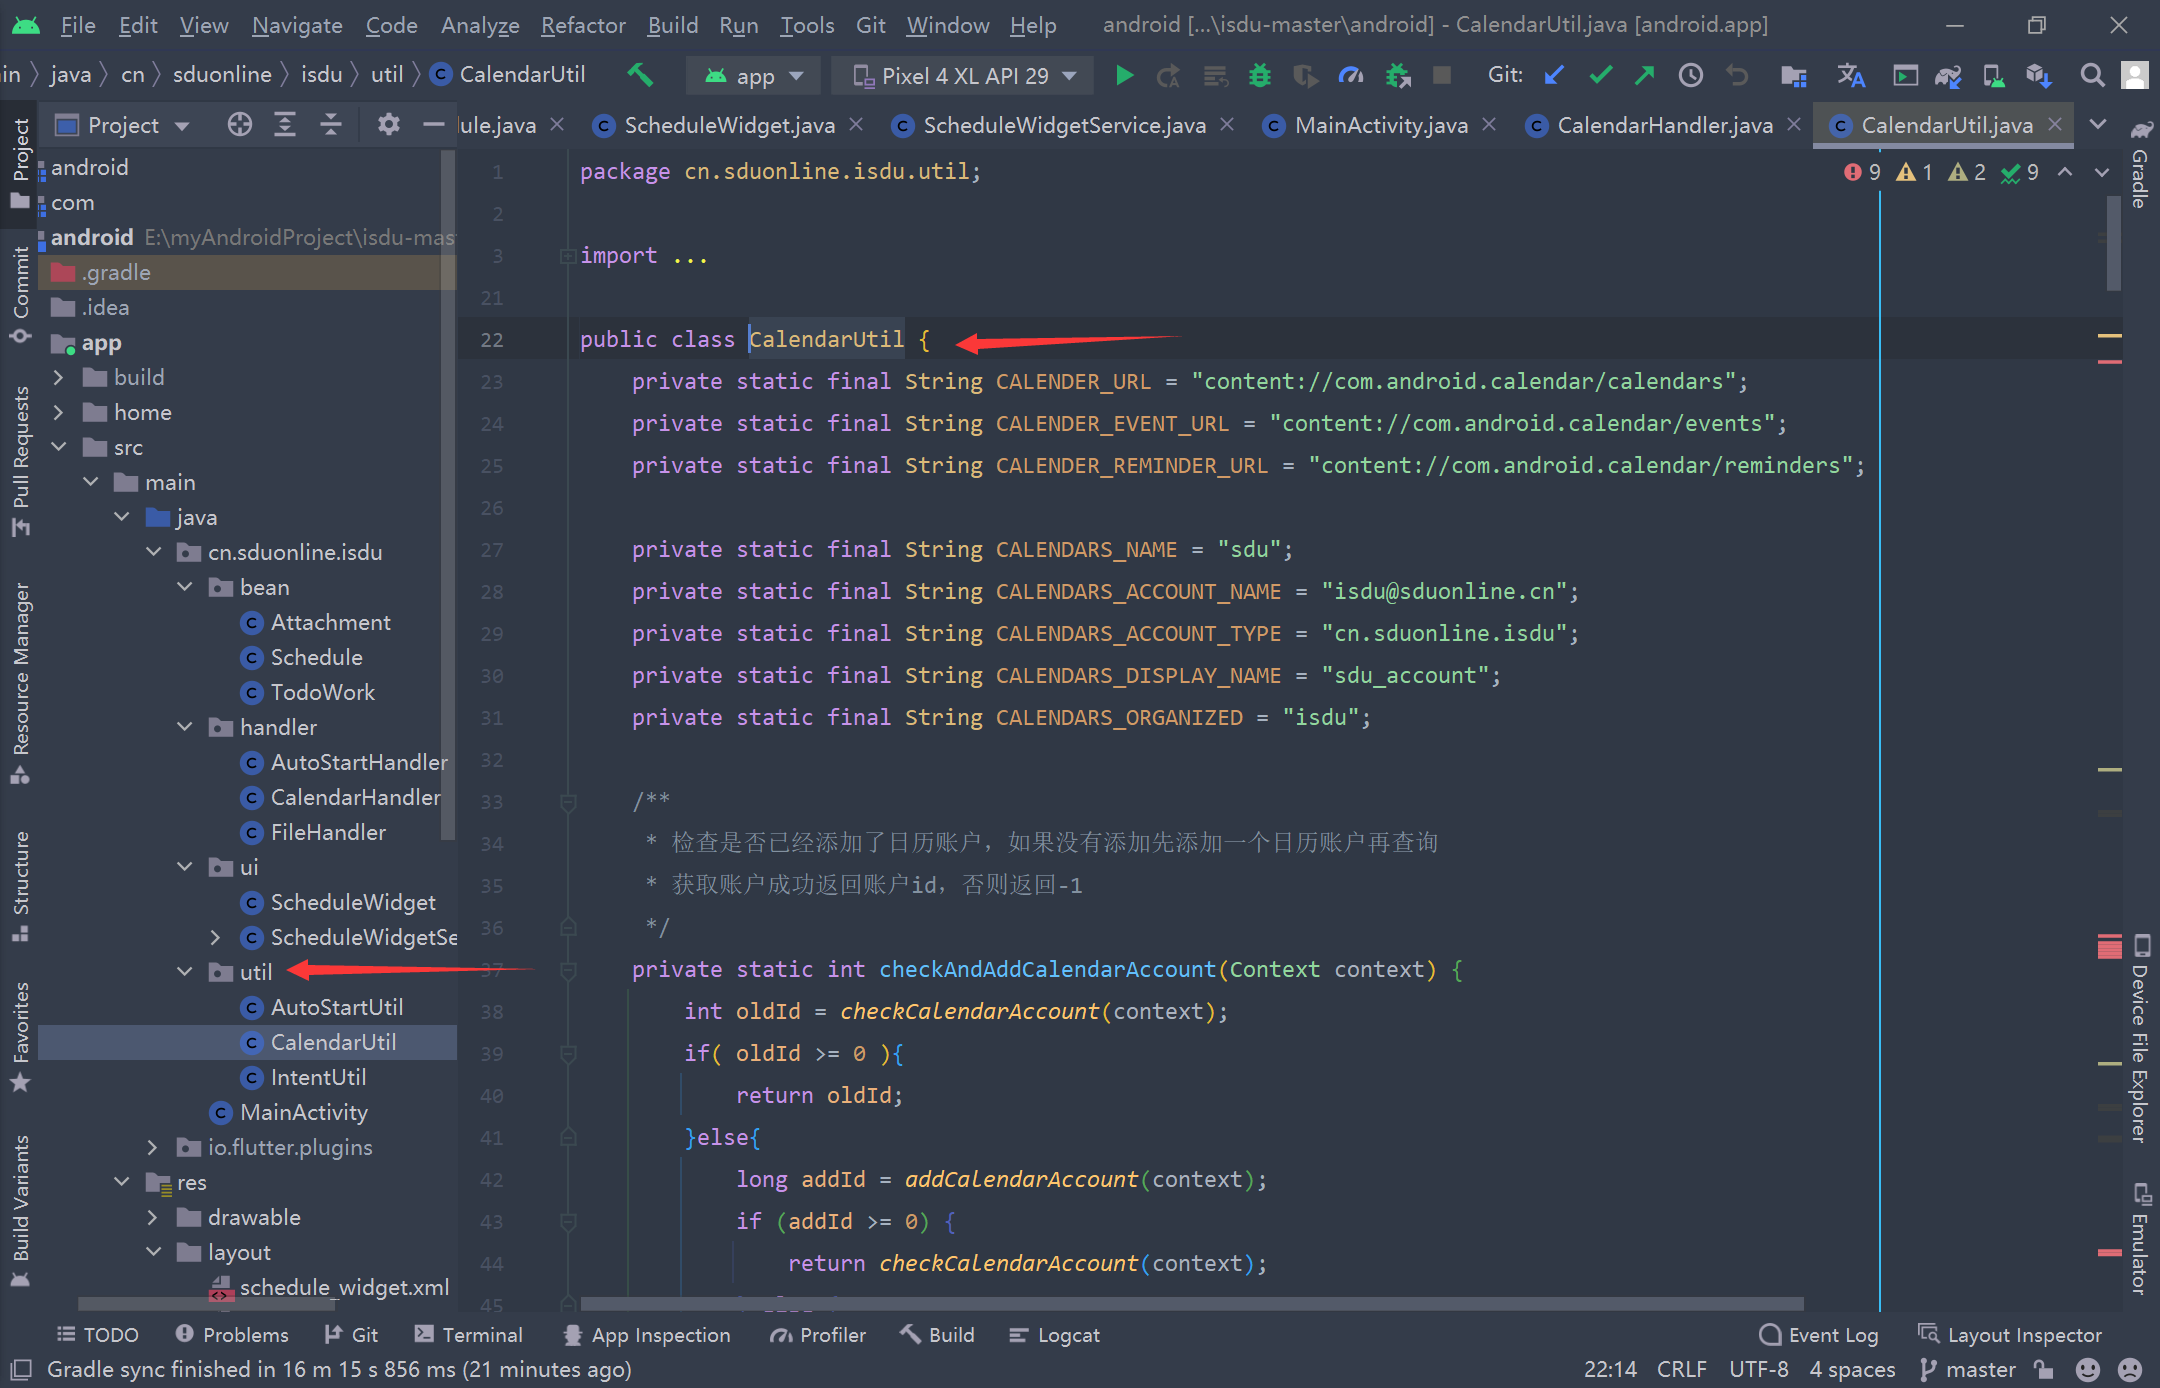 File Edit View Navigate Code Analyze Refactor Build Run Tools Git Window Help android [...\isdu-master\android] - CalendarUtil.java [android.app]
in java cn sduonline isdu util CalendarUtil app Pixel 4 XL API 29 Git:
Project lule.java ScheduleWidget.java ScheduleWidgetService.java MainActivity.java CalendarHandler.java CalendarUtil.java
Project
Commit
Pull Requests
Resource Manager
Structure
Favorites
Build Variants
android
com
android E:\myAndroidProject\isdu-mas
.gradle
.idea
app
build
home
src
main
java
cn.sduonline.isdu
bean
Attachment
Schedule
TodoWork
handler
AutoStartHandler
CalendarHandler
FileHandler
ui
ScheduleWidget
ScheduleWidgetSe
util
AutoStartUtil
CalendarUtil
IntentUtil
MainActivity
io.flutter.plugins
res
drawable
layout
schedule_widget.xml
9 1 2 9
1 package cn.sduonline.isdu.util;
2
3 import ...
21
22 public class CalendarUtil {
23 private static final String CALENDER_URL = "content://com.android.calendar/calendars";
24 private static final String CALENDER_EVENT_URL = "content://com.android.calendar/events";
25 private static final String CALENDER_REMINDER_URL = "content://com.android.calendar/reminders";
26
27 private static final String CALENDARS_NAME = "sdu";
28 private static final String CALENDARS_ACCOUNT_NAME = "isdu@sduonline.cn";
29 private static final String CALENDARS_ACCOUNT_TYPE = "cn.sduonline.isdu";
30 private static final String CALENDARS_DISPLAY_NAME = "sdu_account";
31 private static final String CALENDARS_ORGANIZED = "isdu";
32
33 /**
34 * 检查是否已经添加了日历账户，如果没有添加先添加一个日历账户再查询
35 * 获取账户成功返回账户id，否则返回-1
36 */
37 private static int checkAndAddCalendarAccount(Context context) {
38 int oldId = checkCalendarAccount(context);
39 if( oldId >= 0 ){
40 return oldId;
41 }else{
42 long addId = addCalendarAccount(context);
43 if (addId >= 0) {
44 return checkCalendarAccount(context);
45
Gradle
Device File Explorer
Emulator
TODO Problems Git Terminal App Inspection Profiler Build Logcat Event Log Layout Inspector
Gradle sync finished in 16 m 15 s 856 ms (21 minutes ago) 22:14 CRLF UTF-8 4 spaces master